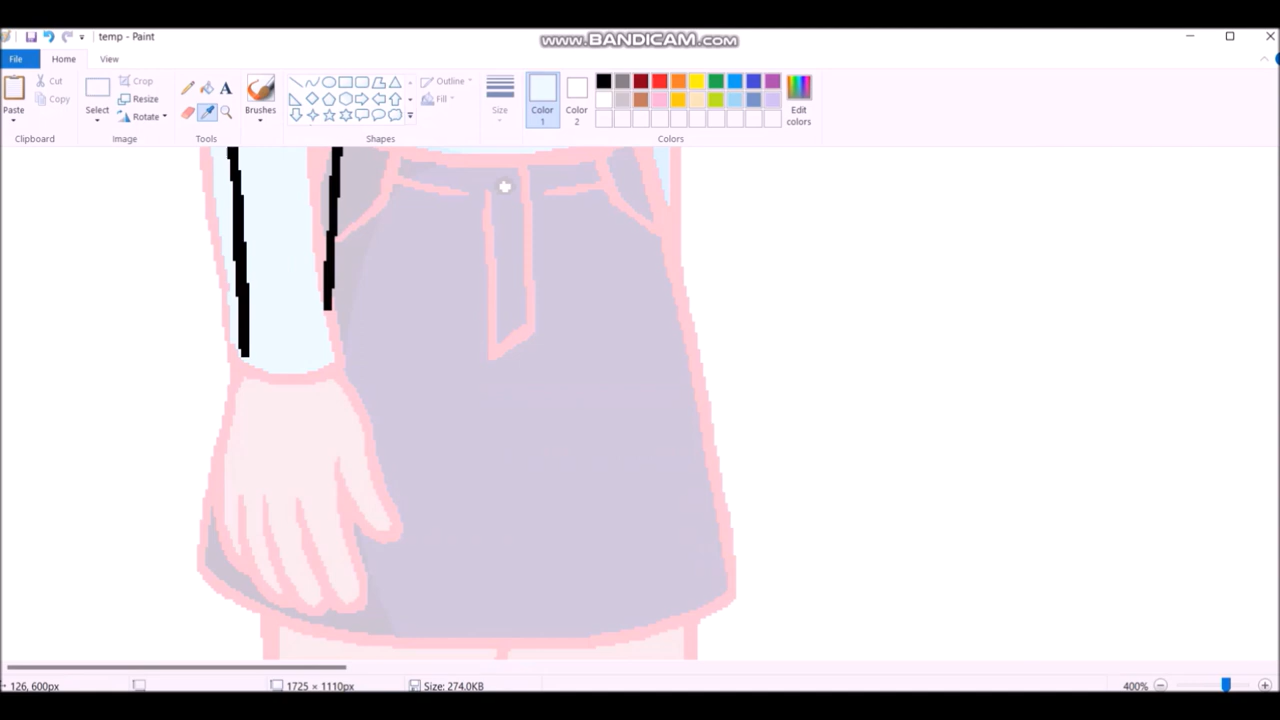 temp - Paint
www.BANDICAM.com
File
Home
View
Paste
Cut
Copy
Clipboard
Select
Crop
Resize
Rotate
Image
A
Tools
Brushes
Outline
Fill
Shapes
Size
Color 1
Color 2
Edit colors
Colors
126, 600px
1725 × 1110px
Size: 274.0KB
400%